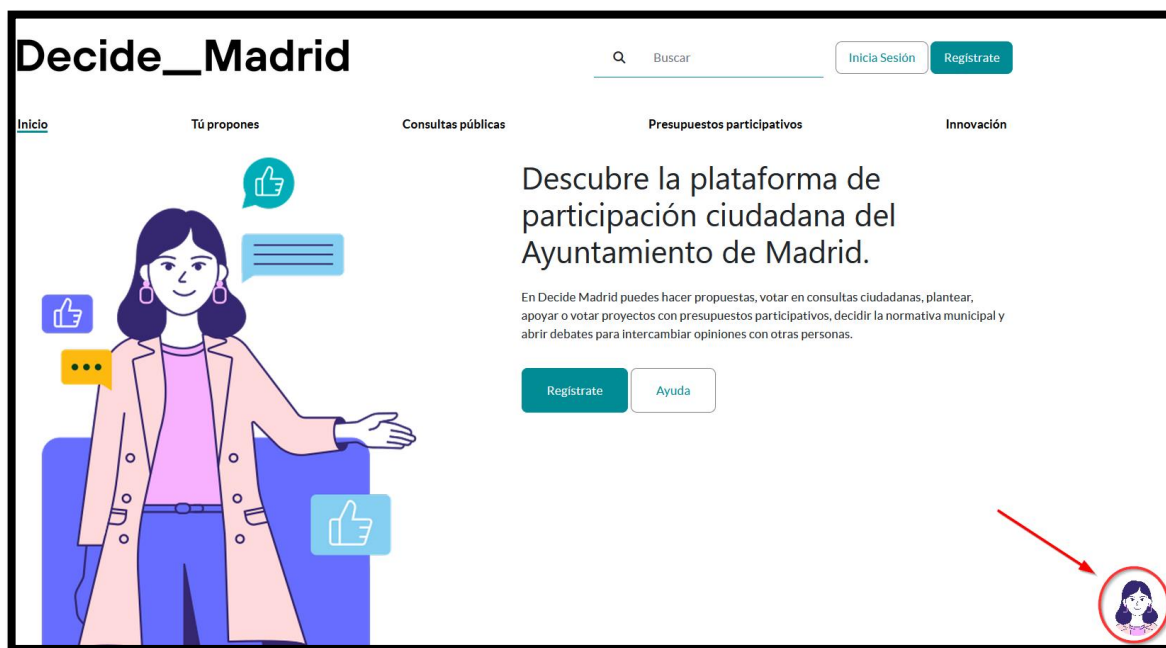 Decide__Madrid
Buscar
Inicia Sesión
Regístrate
Inicio
Tú propones
Consultas públicas
Presupuestos participativos
Innovación
Descubre la plataforma de
participación ciudadana del
Ayuntamiento de Madrid.
En Decide Madrid puedes hacer propuestas, votar en consultas ciudadanas, plantear,
apoyar o votar proyectos con presupuestos participativos, decidir la normativa municipal y
abrir debates para intercambiar opiniones con otras personas.
Regístrate
Ayuda